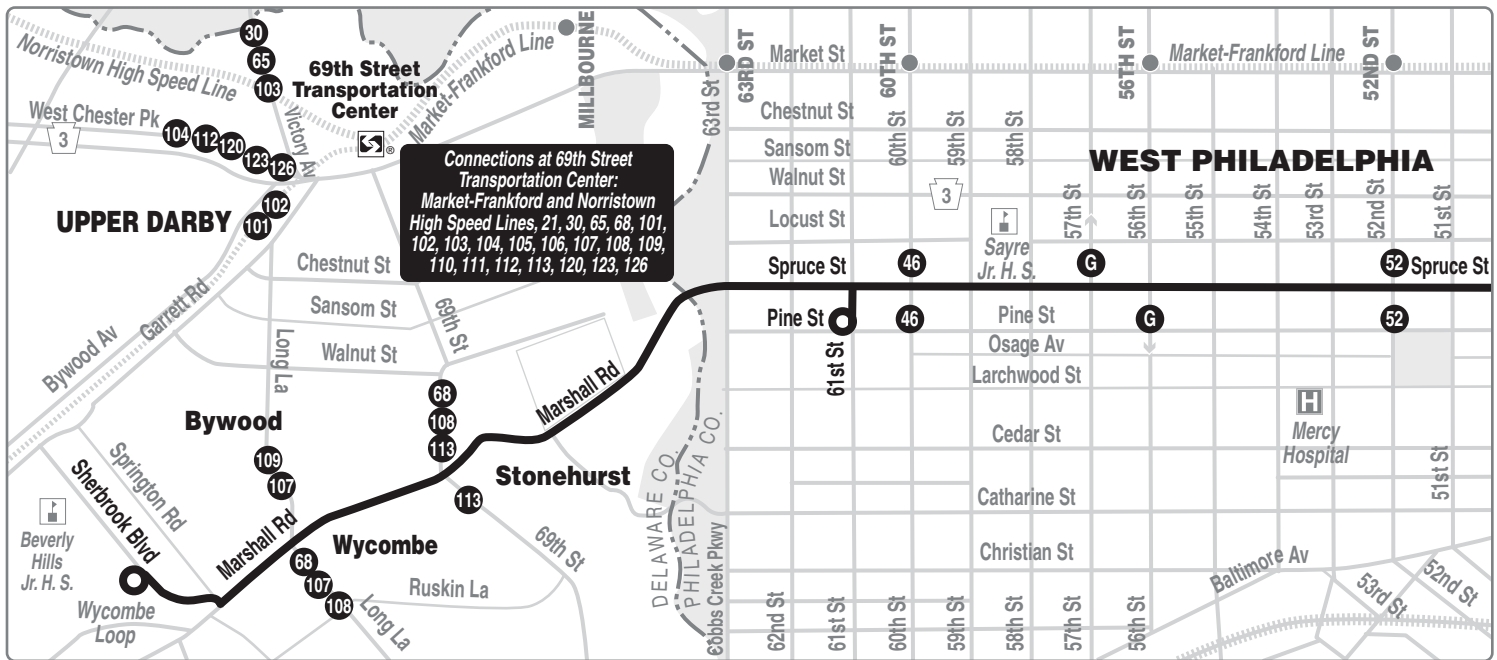 30
65
103
Norristown High Speed Line
69th Street
Transportation
Center
®
Market-Frankford Line
MILLBOURNE
63RD ST
63rd St
Market St
60TH ST
56TH ST
Market-Frankford Line
52ND ST
West Chester Pk
3
104
112
120
123
126
Victory Av
Connections at 69th Street
Transportation Center:
Market-Frankford and Norristown
High Speed Lines, 21, 30, 65, 68, 101,
102, 103, 104, 105, 106, 107, 108, 109,
110, 111, 112, 113, 120, 123, 126
UPPER DARBY
102
101
Chestnut St
Sansom St
Walnut St
Locust St
60th St
59th St
58th St
3
WEST PHILADELPHIA
57th St
56th St
55th St
54th St
53rd St
52nd St
51st St
Sayre
Jr. H. S.
Spruce St
46
G
52
Spruce St
Chestnut St
Sansom St
Walnut St
69th St
Garrett Rd
Bywood Av
Long La
Pine St
61st St
46
Pine St
G
52
Osage Av
Larchwood St
Marshall Rd
68
108
113
Bywood
109
107
Stonehurst
113
Cedar St
H
Mercy
Hospital
51st St
Catharine St
Springton Rd
Sherbrook Blvd
Beverly
Hills
Jr. H. S.
Wycombe
Loop
Marshall Rd
Wycombe
68
107
108
Ruskin La
Long La
69th St
DELAWARE CO.
PHILADELPHIA CO.
Cobbs Creek Pkwy
Christian St
Baltimore Av
53rd St
52nd St
62nd St
61st St
60th St
59th St
58th St
57th St
56th St